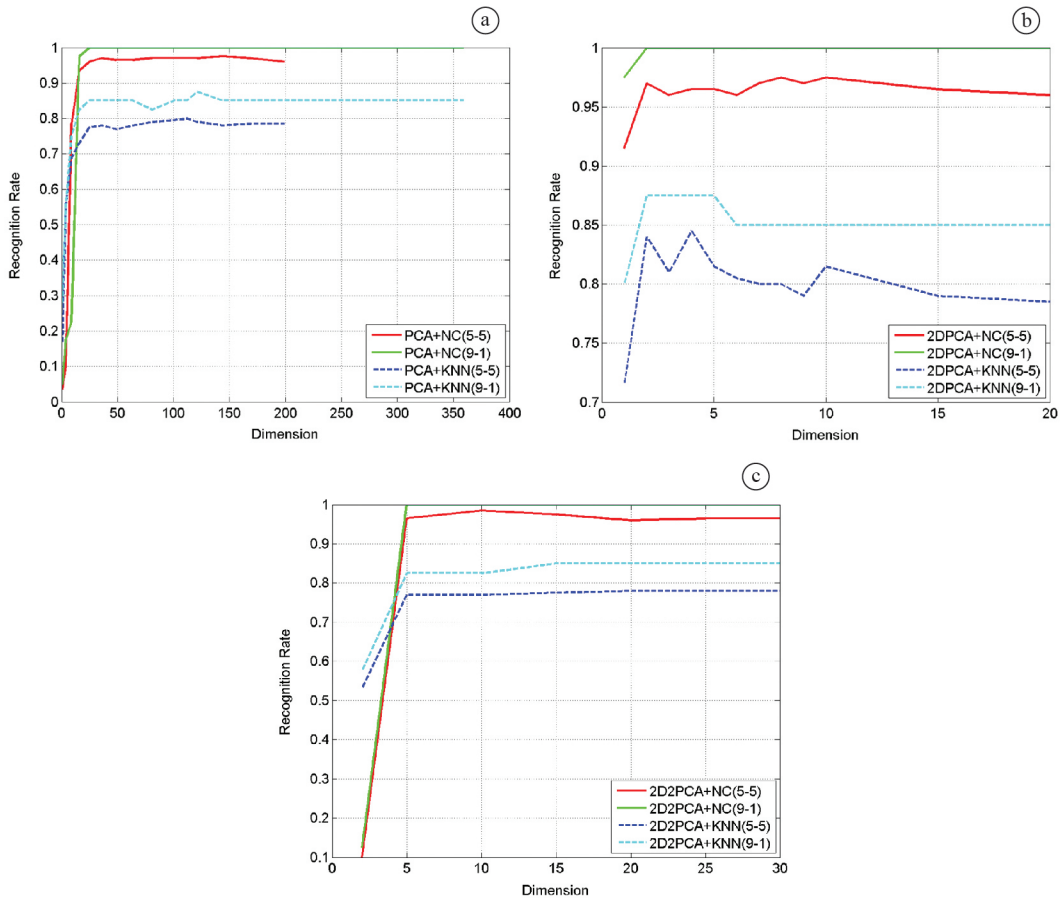 a
1
0.9
0.8
0.7
0.6
0.5
0.4
0.3
0.2
0.1
0
Recognition Rate
PCA+NC(5-5)
PCA+NC(9-1)
PCA+KNN(5-5)
PCA+KNN(9-1)
0 50 100 150 200 250 300 350 400
Dimension
b
1
0.95
0.9
0.85
0.8
0.75
0.7
Recognition Rate
2DPCA+NC(5-5)
2DPCA+NC(9-1)
2DPCA+KNN(5-5)
2DPCA+KNN(9-1)
0 5 10 15 20
Dimension
c
1
0.9
0.8
0.7
0.6
0.5
0.4
0.3
0.2
0.1
Recognition Rate
2D2PCA+NC(5-5)
2D2PCA+NC(9-1)
2D2PCA+KNN(5-5)
2D2PCA+KNN(9-1)
0 5 10 15 20 25 30
Dimension